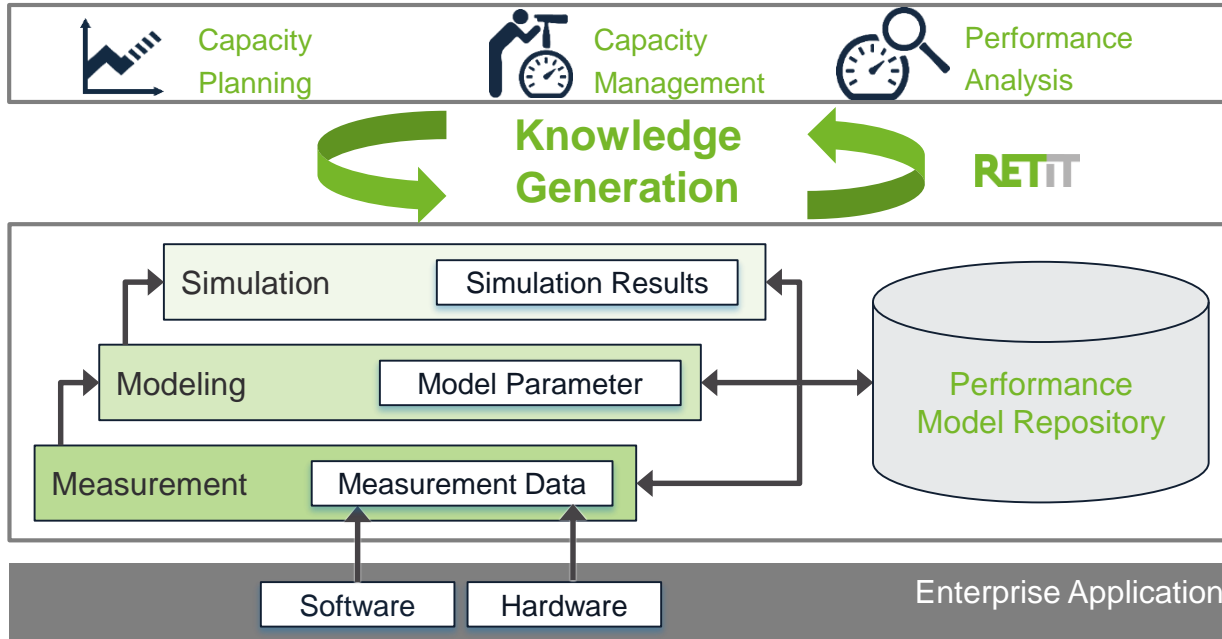 Capacity
Planning
Capacity
Management
Performance
Analysis
Knowledge
Generation
RETIT
Simulation
Simulation Results
Modeling
Model Parameter
Performance
Model Repository
Measurement
Measurement Data
Enterprise Application
Software
Hardware